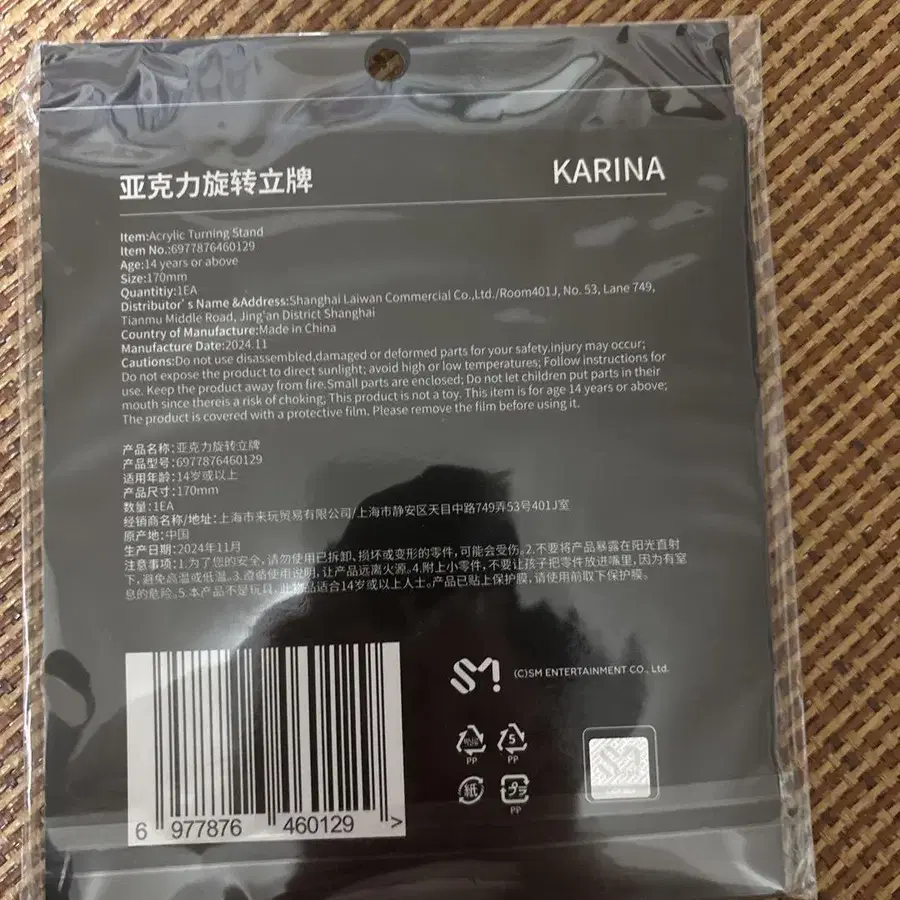 亚克力旋转立牌
KARINA
Item:Acrylic Turning Stand
Item No.:6977876460129
Age:14 years or above
Size:170mm
Quantitiy:1EA
Distributor's Name &Address:Shanghai Laiwan Commercial Co.,Ltd./Room401J, No. 53, Lane 749,
Tianmu Middle Road, Jing'an District Shanghai
Country of Manufacture:Made in China
Manufacture Date:2024.11
Cautions:Do not use disassembled,damaged or deformed parts for your safety,injury may occur;
Do not expose the product to direct sunlight; avoid high or low temperatures; Follow instructions for
use. Keep the product away from fire.Small parts are enclosed; Do not let children put parts in their
mouth since thereis a risk of choking; This product is not a toy. This item is for age 14 years or above;
The product is covered with a protective film. Please remove the film before using it.
产品名称:亚克力旋转立牌
产品型号:6977876460129
适用年龄:14岁或以上
产品尺寸:170mm
数量:1EA
经销商名称/地址:上海市来玩贸易有限公司/上海市静安区天目中路749弄53号401J室
原产地:中国
生产日期:2024年11月
注意事项:1.为了您的安全,请勿使用已拆卸、损坏或变形的零件,可能会受伤。2.不要将产品暴露在阳光直射
下,避免高温或低温。3.遵循使用说明,让产品远离火源。4.附上小零件,不要让孩子把零件放进嘴里,因为有窒
息的危险。5.本产品不是玩具,此物品适合14岁或以上人士。产品已贴上保护膜,请使用前取下保护膜。
SM (C)SM ENTERTAINMENT CO., Ltd.
5
PP PP
紙 プラ
PP
6 977876 460129 >